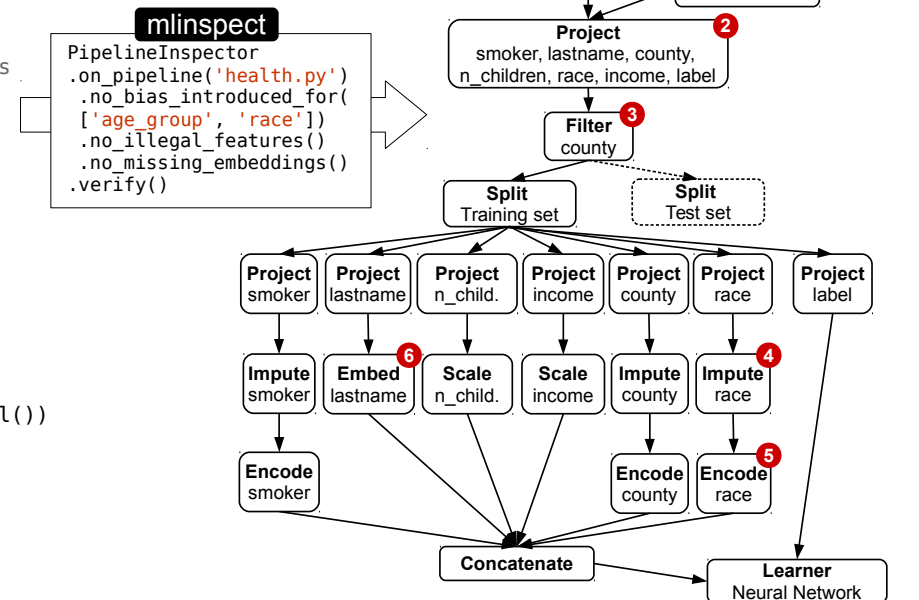 mlinspect
s
PipelineInspector
.on_pipeline('health.py')
.no_bias_introduced_for(
['age_group', 'race'])
.no_illegal_features()
.no_missing_embeddings()
.verify()
l())
2
Project
smoker, lastname, county,
n_children, race, income, label
3
Filter
county
Split
Training set
Split
Test set
Project
smoker
Project
lastname
Project
n_child.
Project
income
Project
county
Project
race
Project
label
Impute
smoker
6
Embed
lastname
Scale
n_child.
Scale
income
Impute
county
4
Impute
race
Encode
smoker
Encode
county
5
Encode
race
Concatenate
Learner
Neural Network